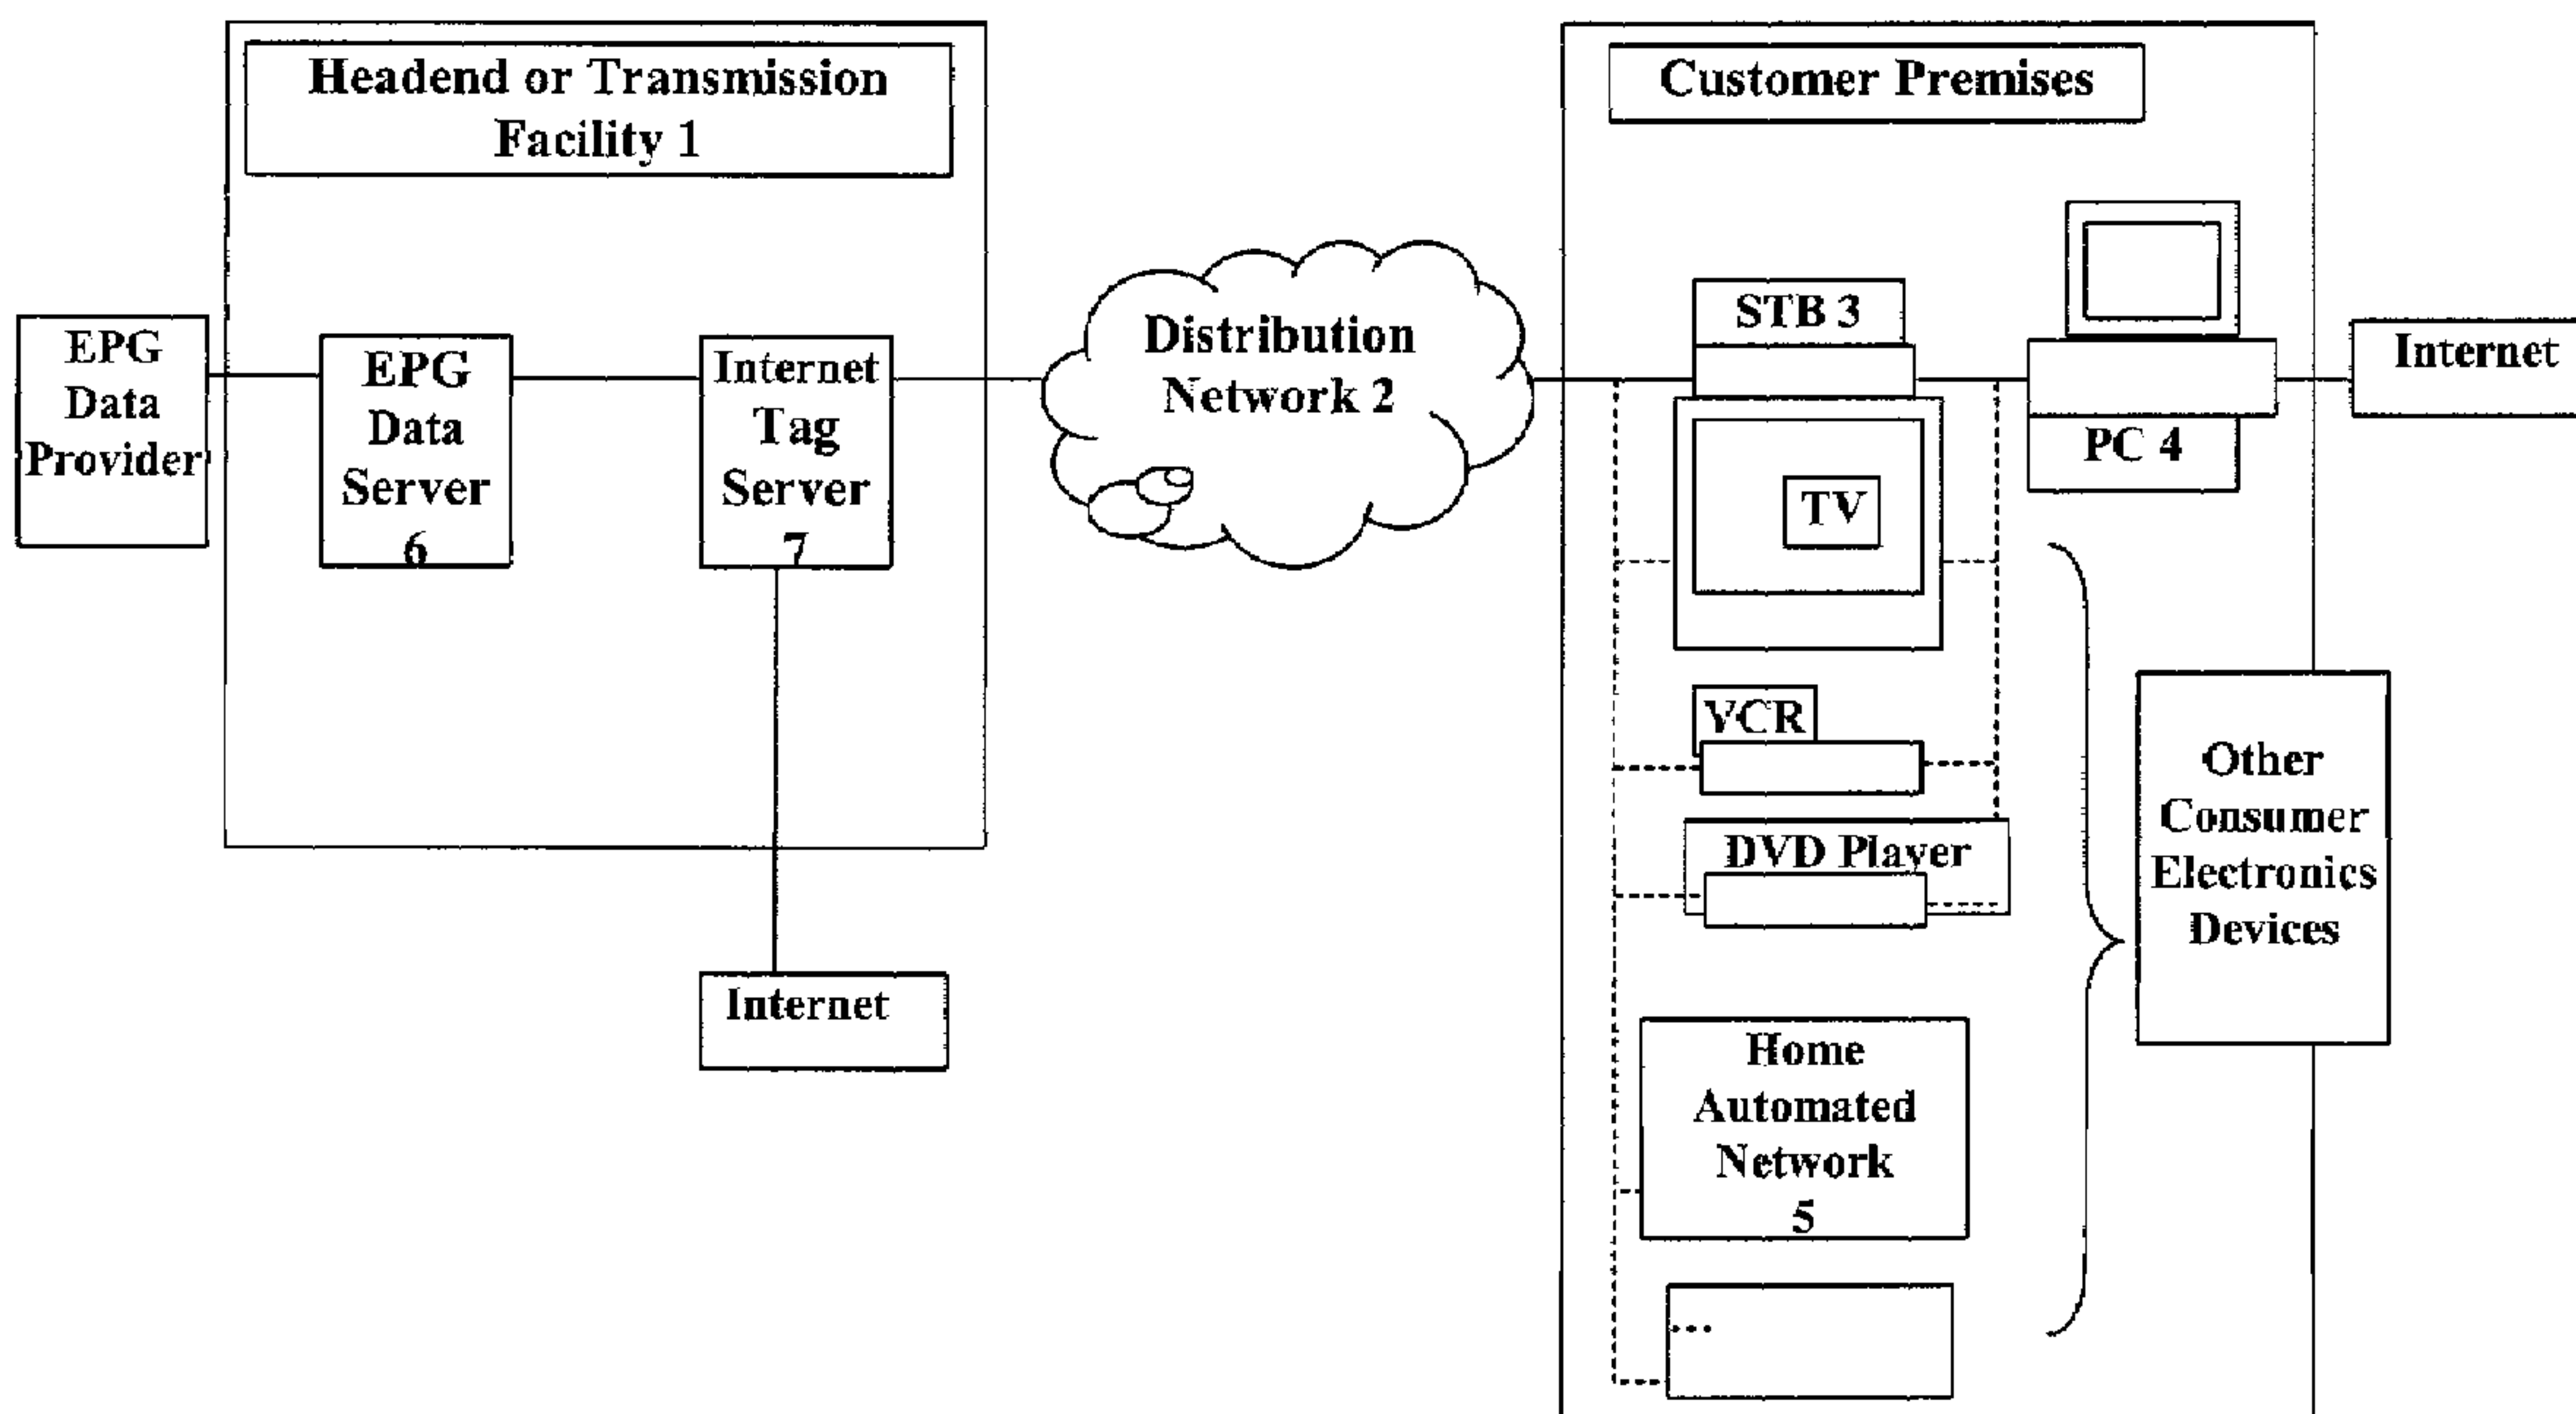 Headend or Transmission
Facility 1
Customer Premises
EPG
Data
Provider
EPG
Data
Server
6
Internet
Tag
Server
7
Internet
Distribution
Network 2
STB 3
TV
PC 4
Internet
VCR
DVD Player
Home
Automated
Network
5
...
Other
Consumer
Electronics
Devices